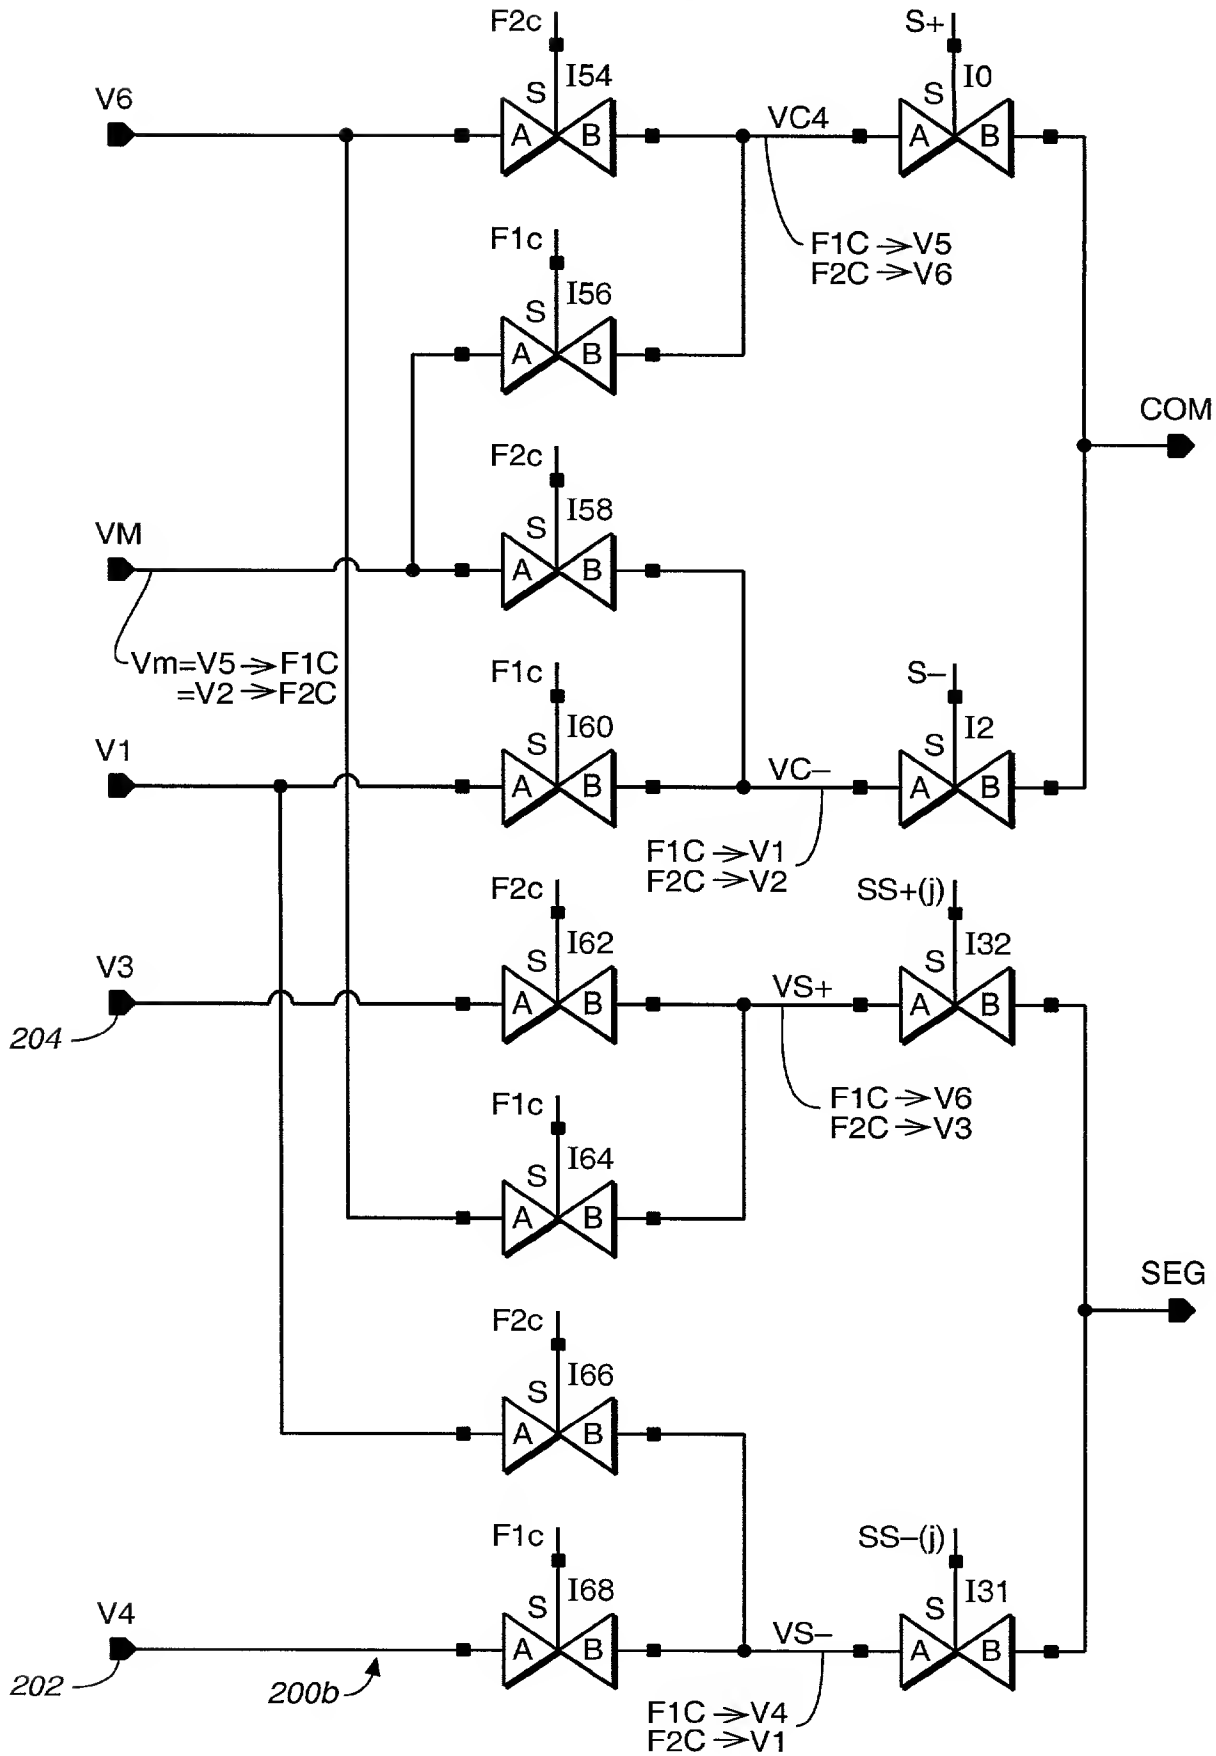 F2c
S+
V6
I54
I0
S
S
A
B
VC4
A
B
F1c
F1C→V5
F2C→V6
I56
S
A
B
COM
F2c
VM
I58
S
A
B
Vm=V5→F1C
=V2→F2C
F1c
S−
V1
I60
I2
S
S
A
B
VC−
A
B
F1C→V1
F2C→V2
F2c
SS+(j)
V3
I62
I32
S
S
A
B
VS+
A
B
204
F1C→V6
F2C→V3
F1c
I64
S
A
B
SEG
F2c
I66
S
A
B
F1c
SS−(j)
V4
I68
I31
S
S
A
B
VS−
A
B
202
200b
F1C→V4
F2C→V1